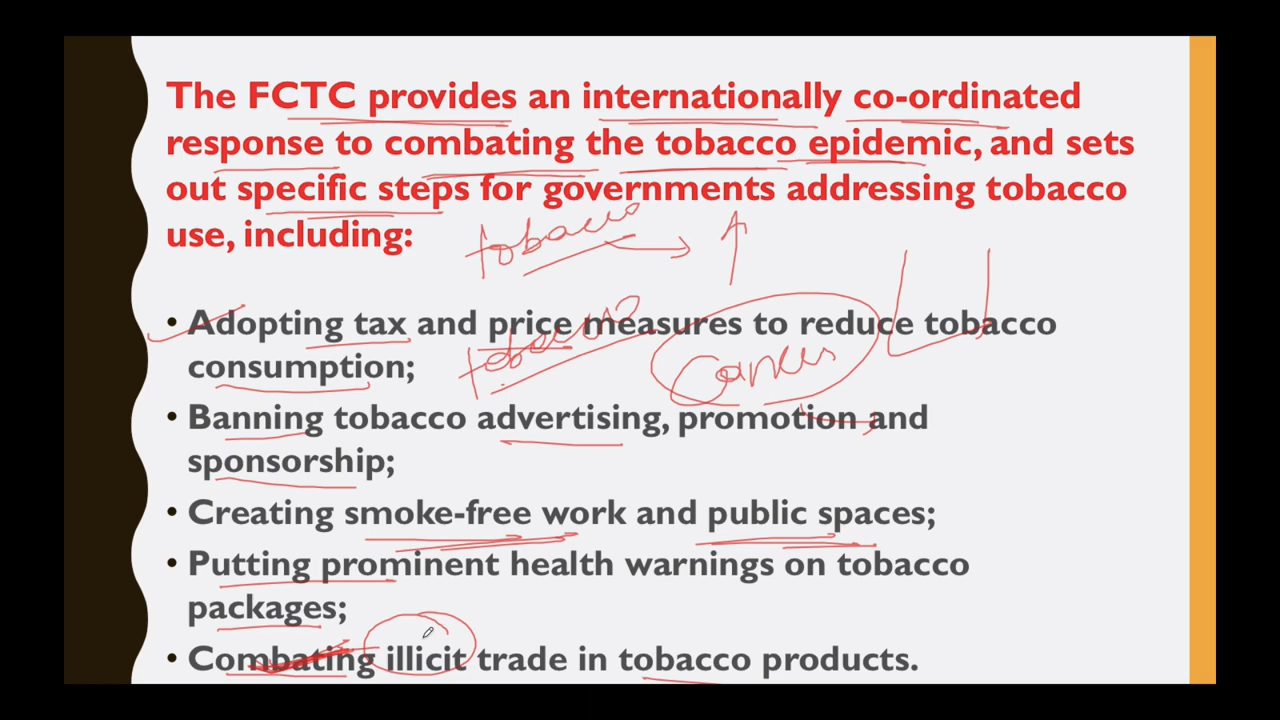 The FCTC provides an internationally co-ordinated
response to combating the tobacco epidemic, and sets
out specific steps for governments addressing tobacco
use, including:
tobacco
• Adopting tax and price measures to reduce tobacco
tobacco
Cancer
consumption;
• Banning tobacco advertising, promotion and
sponsorship;
• Creating smoke-free work and public spaces;
• Putting prominent health warnings on tobacco
packages;
• Combating illicit trade in tobacco products.